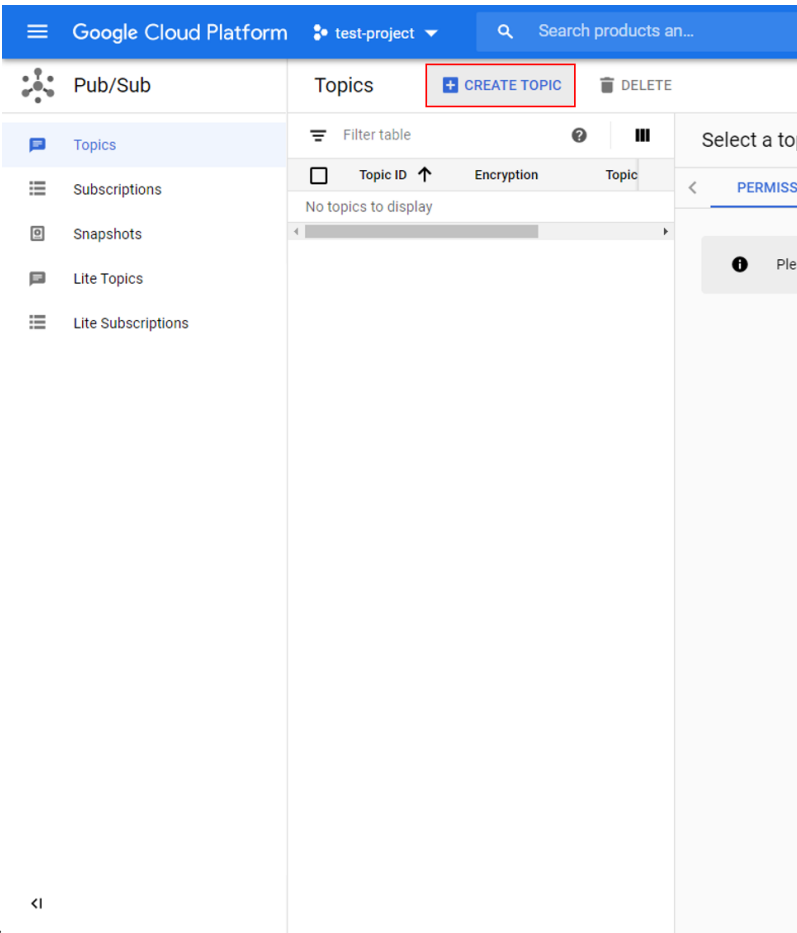 Google Cloud Platform test-project Search products an...
Pub/Sub
Topics CREATE TOPIC DELETE
Topics
Subscriptions
Snapshots
Lite Topics
Lite Subscriptions
Filter table
Topic ID Encryption Topic
No topics to display
Select a to
PERMISS
Ple